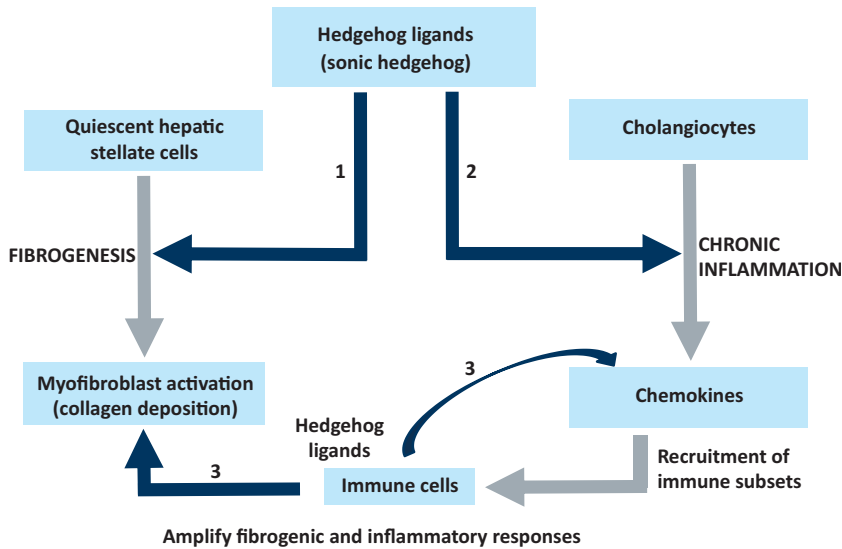 Hedgehog ligands
(sonic hedgehog)
Quiescent hepatic
stellate cells
Cholangiocytes
1
2
FIBROGENESIS
CHRONIC
INFLAMMATION
Myofibroblast activation
(collagen deposition)
3
Chemokines
Hedgehog
ligands
3
Immune cells
Recruitment of
immune subsets
Amplify fibrogenic and inflammatory responses